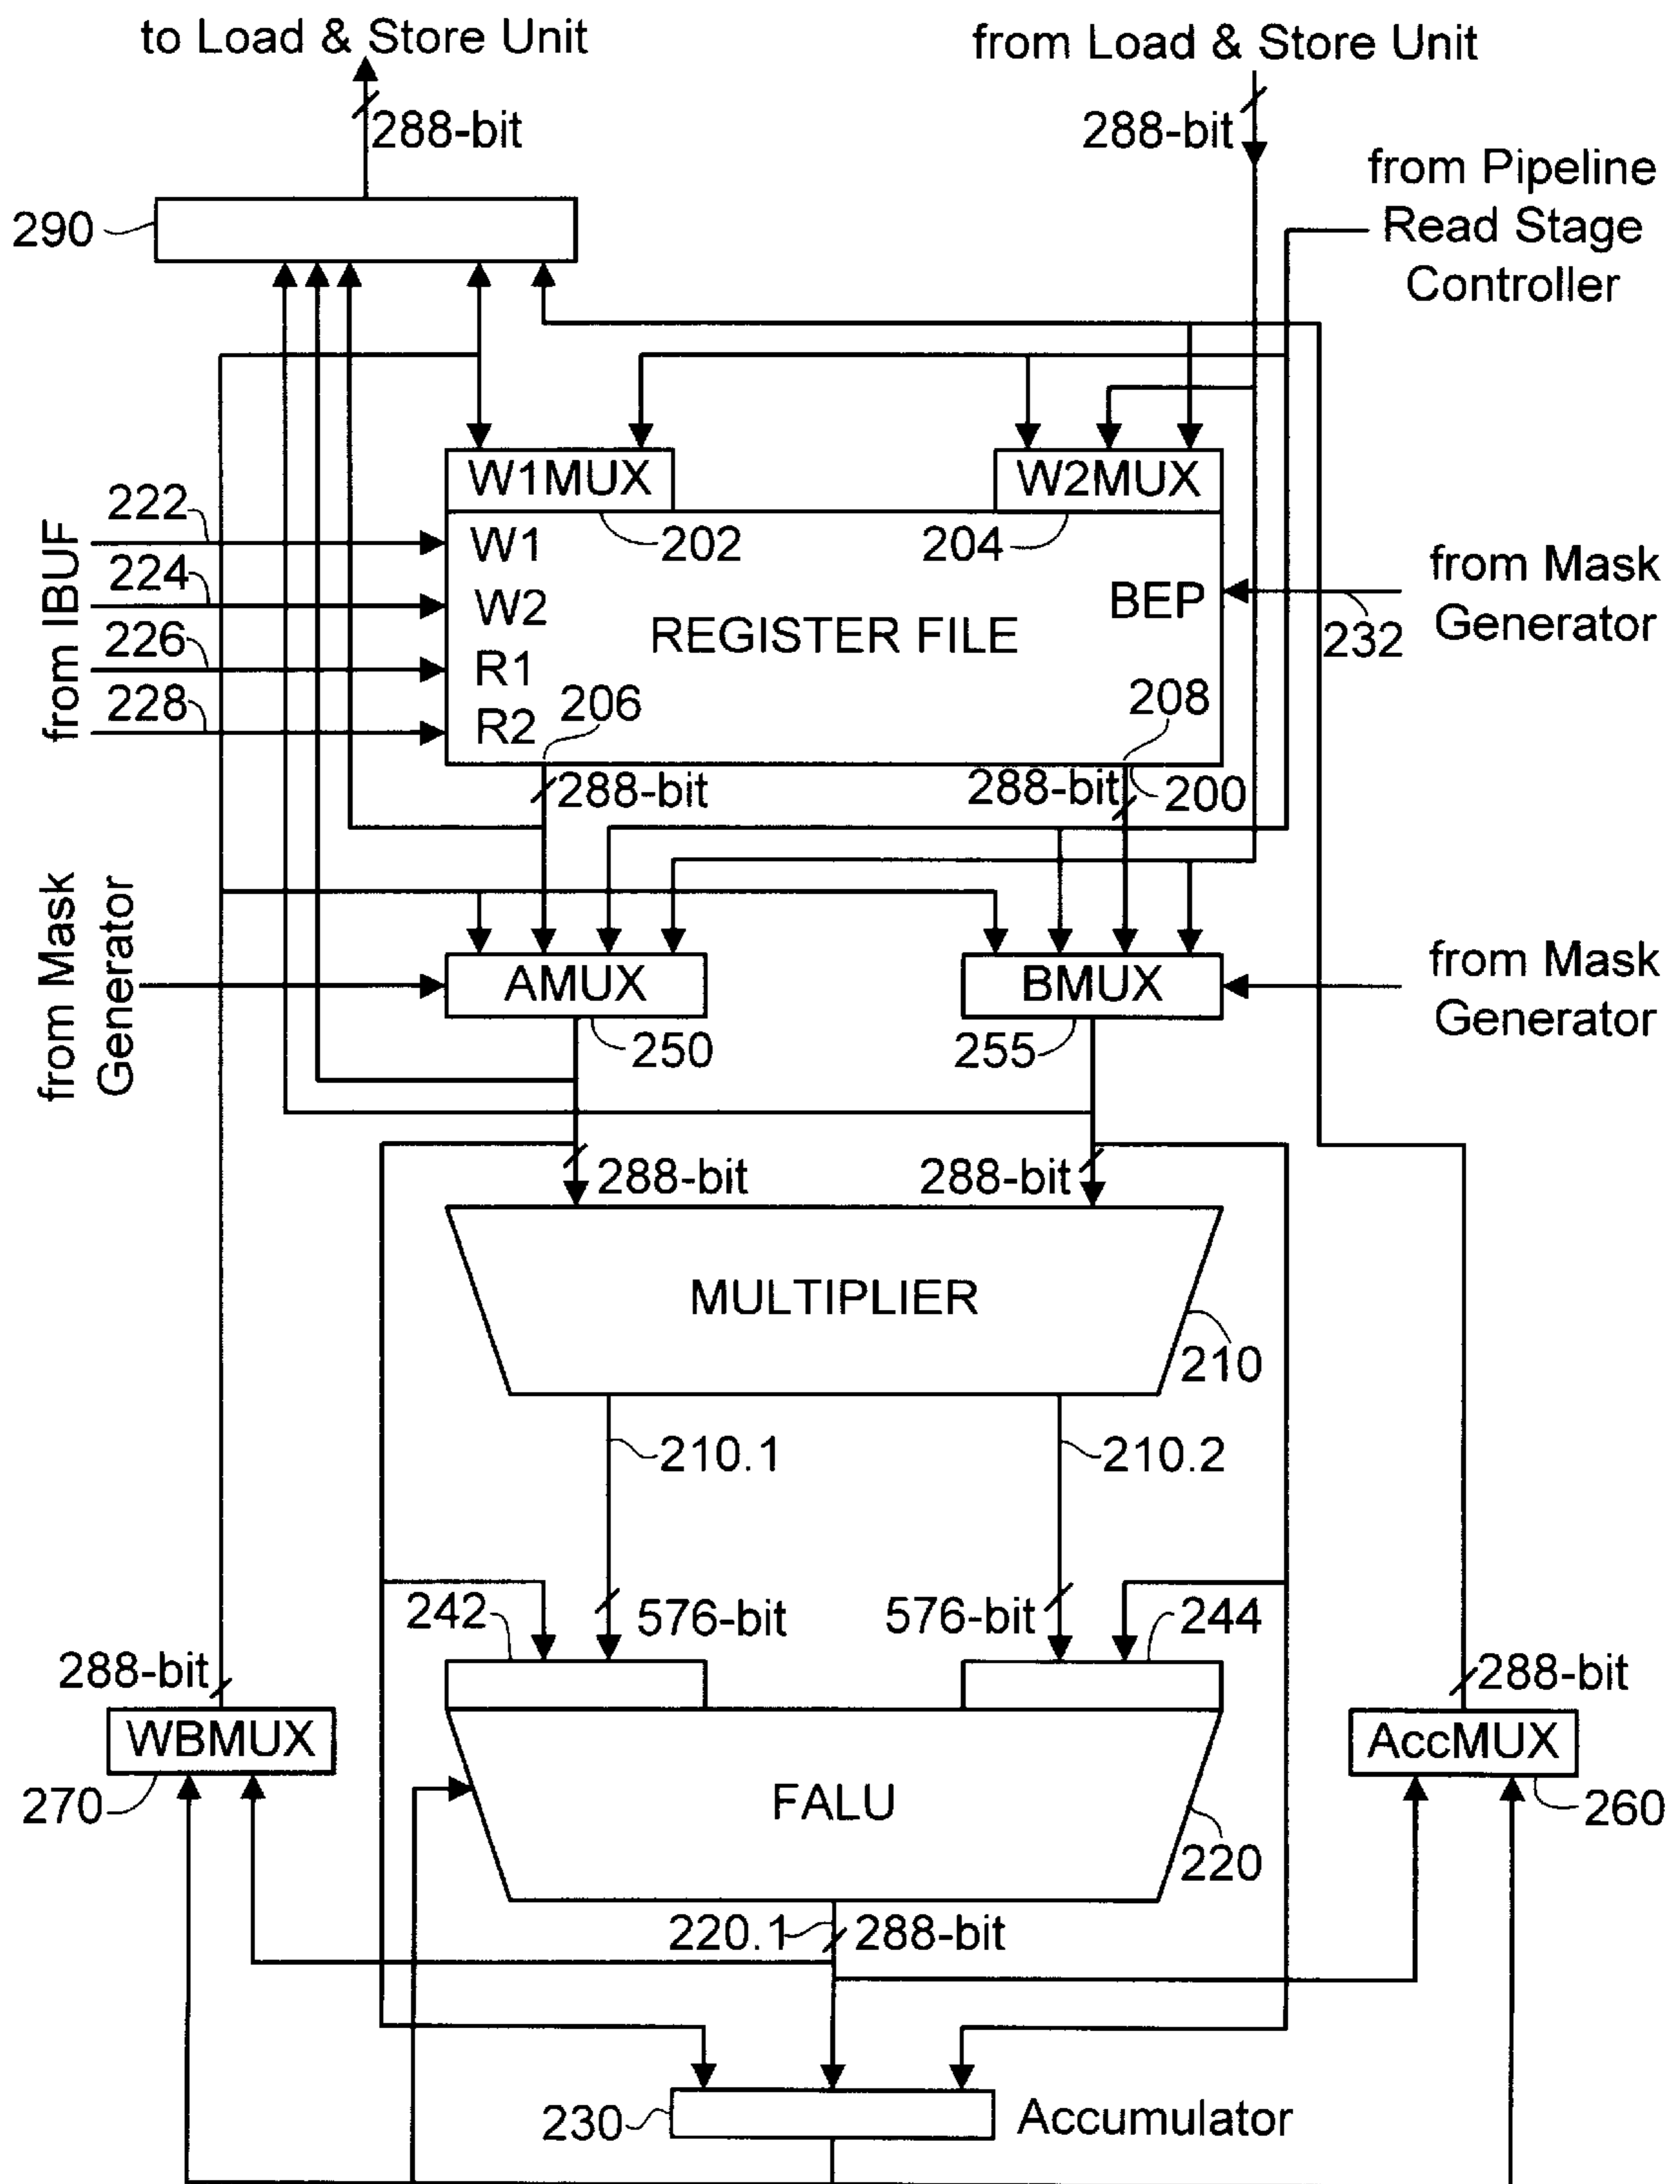 to Load & Store Unit
from Load & Store Unit
288-bit
288-bit
from Pipeline
Read Stage
Controller
290
W1MUX
W2MUX
202
204
222
224
226
228
from IBUF
W1
W2
R1
R2
REGISTER FILE
BEP
from Mask
Generator
232
206
208
288-bit
288-bit
200
from Mask
Generator
AMUX
BMUX
from Mask
Generator
250
255
288-bit
288-bit
MULTIPLIER
210
210.1
210.2
242
576-bit
576-bit
244
288-bit
288-bit
WBMUX
AccMUX
270
FALU
260
220
220.1
288-bit
230
Accumulator